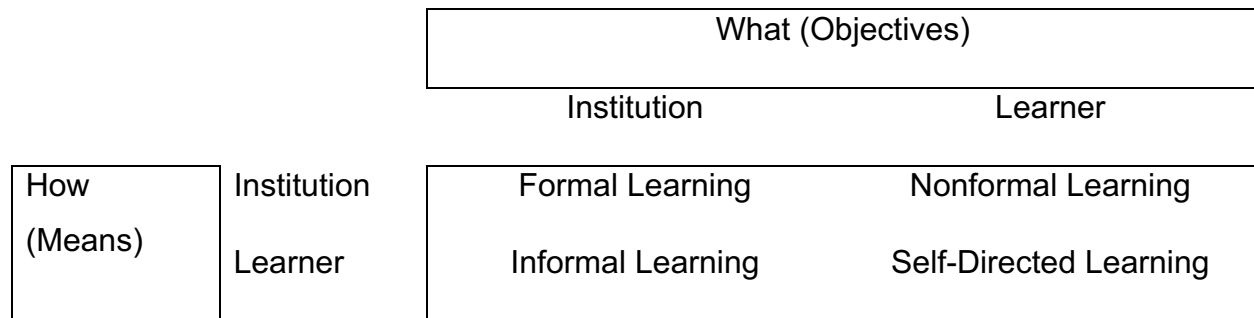 What (Objectives)
Institution Learner
How Institution Formal Learning Nonformal Learning
(Means)
Learner Informal Learning Self-Directed Learning